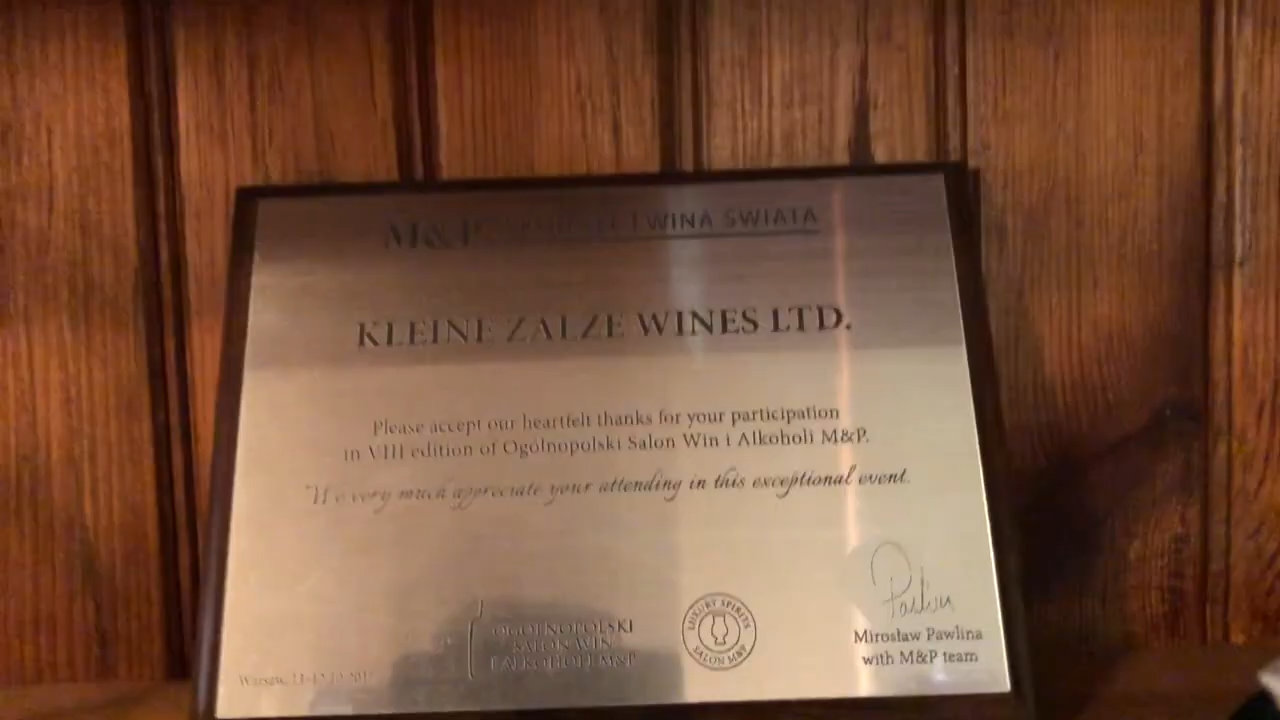 M&P WINA ŚWIATA
KLEINE ZALZE WINES LTD.
Please accept our heartfelt thanks for your participation
in VIII edition of Ogólnopolski Salon Win i Alkoholi M&P.
We very much appreciate your attending in this exceptional event.
OGÓLNOPOLSKI
SALON WIN
I ALKOHOLI M&P
LUXURY SPIRITS
SALON M&P
Pawlina
Mirosław Pawlina
with M&P team
Warsaw,